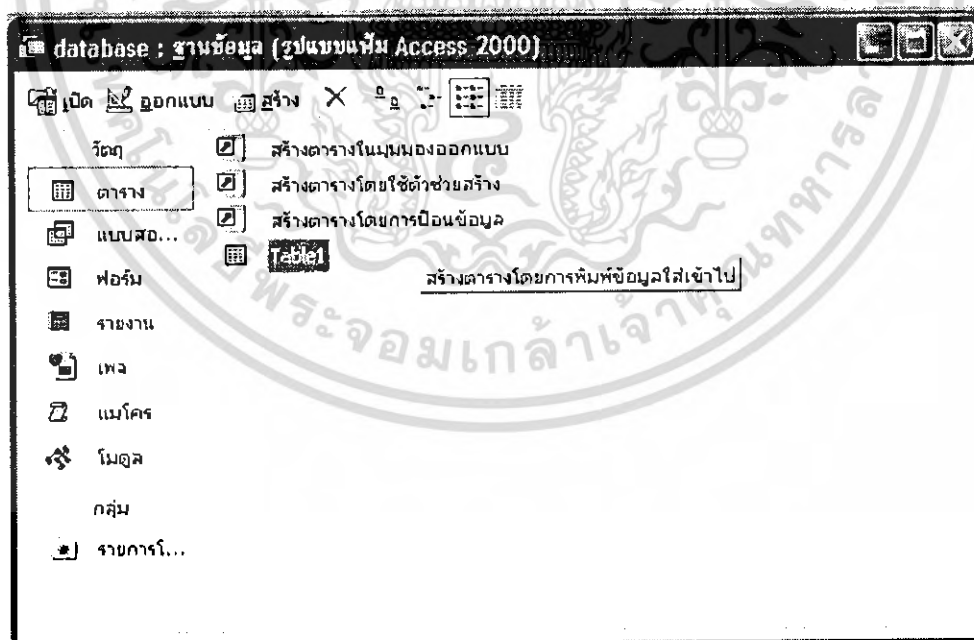 database : ฐานข้อมูล (รูปแบบแฟ้ม Access 2000)
เปิด ออกแบบ สร้าง
วัตถุ
สร้างตารางในมุมมองออกแบบ
ตาราง
สร้างตารางโดยใช้ตัวช่วยสร้าง
สร้างตารางโดยการป้อนข้อมูล
แบบสอ...
Table1
ฟอร์ม
สร้างตารางโดยการพิมพ์ข้อมูลใส่เข้าไป
รายงาน
เพจ
แมโคร
โมดูล
กลุ่ม
รายการโ...